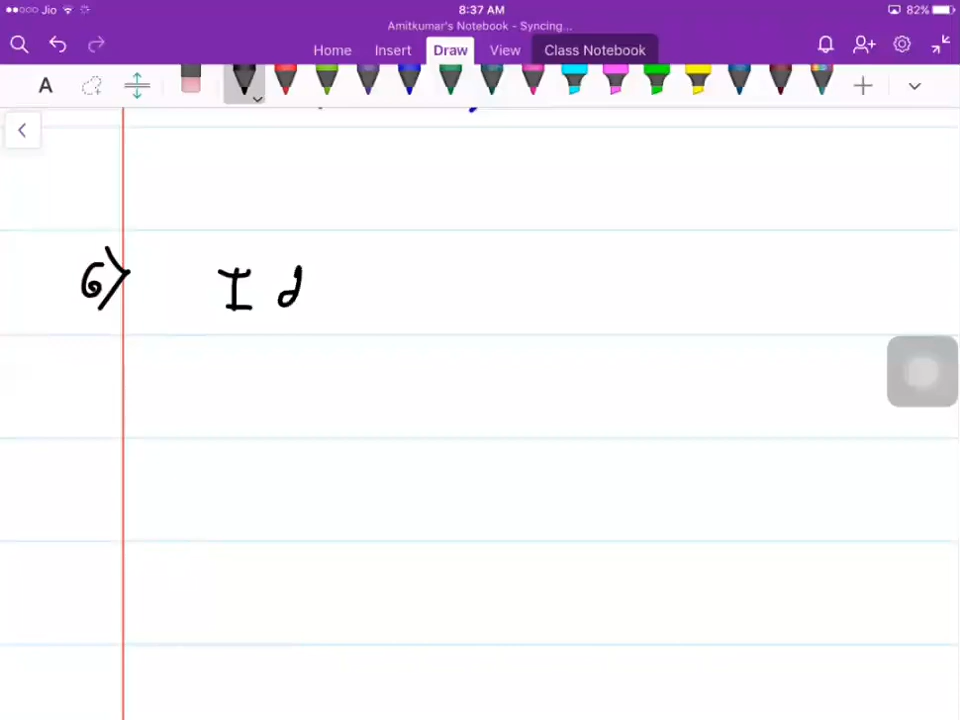 Jio 8:37 AM 82%
Amitkumar's Notebook - Syncing...
Home Insert Draw View Class Notebook
A
6) I d